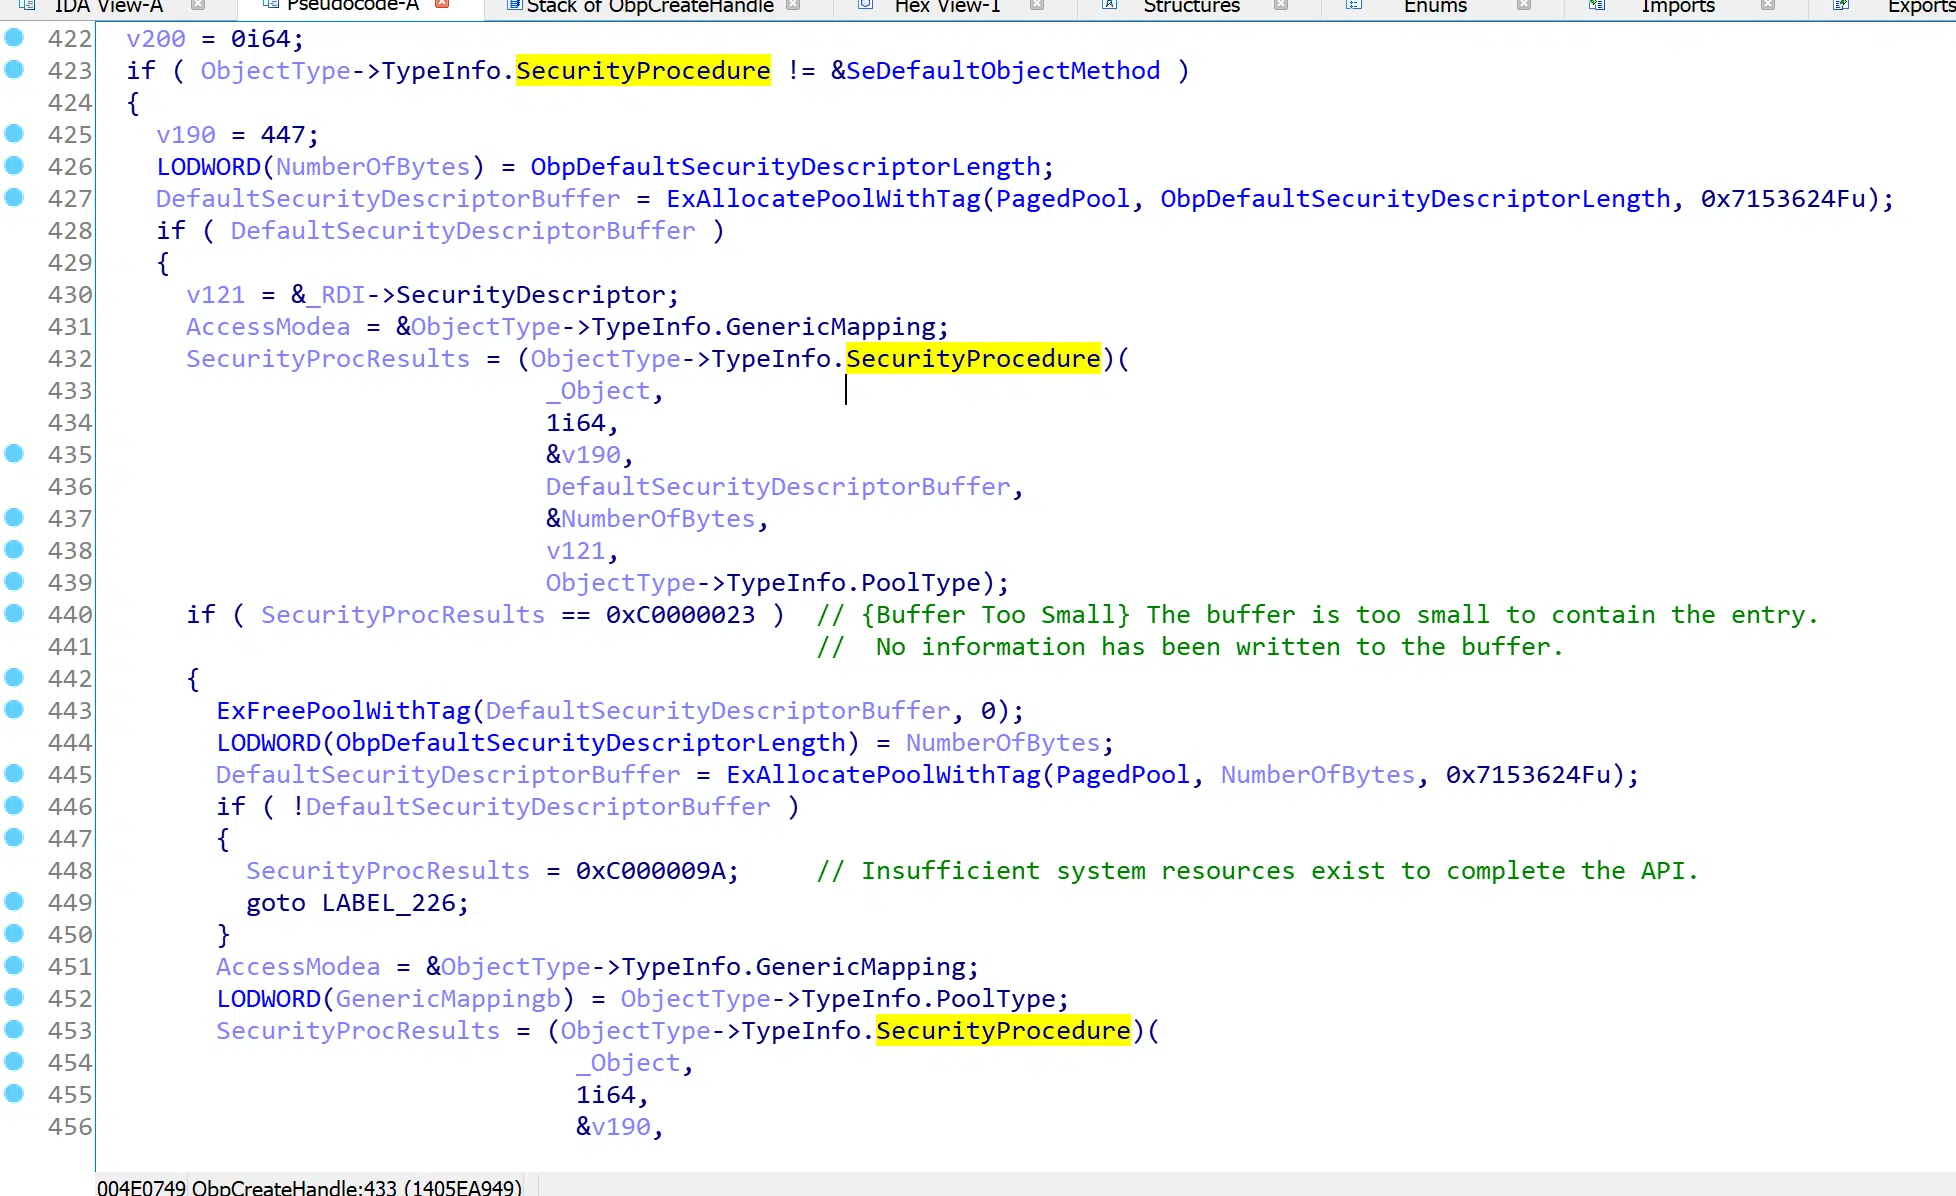 IDA View-A Pseudocode-A Stack of ObpCreateHandle Hex View-1 Structures Enums Imports Exports
422 v200 = 0i64;
423 if ( ObjectType->TypeInfo.SecurityProcedure != &SeDefaultObjectMethod )
424 {
425 v190 = 447;
426 LODWORD(NumberOfBytes) = ObpDefaultSecurityDescriptorLength;
427 DefaultSecurityDescriptorBuffer = ExAllocatePoolWithTag(PagedPool, ObpDefaultSecurityDescriptorLength, 0x7153624Fu);
428 if ( DefaultSecurityDescriptorBuffer )
429 {
430 v121 = &_RDI->SecurityDescriptor;
431 AccessModea = &ObjectType->TypeInfo.GenericMapping;
432 SecurityProcResults = (ObjectType->TypeInfo.SecurityProcedure)(
433 _Object,
434 1i64,
435 &v190,
436 DefaultSecurityDescriptorBuffer,
437 &NumberOfBytes,
438 v121,
439 ObjectType->TypeInfo.PoolType);
440 if ( SecurityProcResults == 0xC0000023 ) // {Buffer Too Small} The buffer is too small to contain the entry.
441 // No information has been written to the buffer.
442 {
443 ExFreePoolWithTag(DefaultSecurityDescriptorBuffer, 0);
444 LODWORD(ObpDefaultSecurityDescriptorLength) = NumberOfBytes;
445 DefaultSecurityDescriptorBuffer = ExAllocatePoolWithTag(PagedPool, NumberOfBytes, 0x7153624Fu);
446 if ( !DefaultSecurityDescriptorBuffer )
447 {
448 SecurityProcResults = 0xC000009A; // Insufficient system resources exist to complete the API.
449 goto LABEL_226;
450 }
451 AccessModea = &ObjectType->TypeInfo.GenericMapping;
452 LODWORD(GenericMappingb) = ObjectType->TypeInfo.PoolType;
453 SecurityProcResults = (ObjectType->TypeInfo.SecurityProcedure)(
454 _Object,
455 1i64,
456 &v190,
004E0749 ObpCreateHandle:433 (1405EA949)